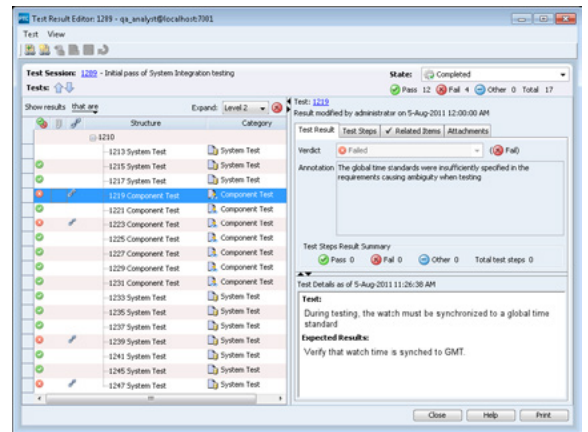 Test Result Editor: 1289 - qa_analyst@localhost:7001
Test View
Test Session: 1289 - Initial pass of System Integration testing
State: Completed
Tests:
Pass 12 Fail 4 Other 0 Total 17
Show results that are
Expand: Level 2
Structure Category
1210
1213 System Test System Test
1215 System Test System Test
1217 System Test System Test
1219 Component Test Component Test
1221 Component Test Component Test
1223 Component Test Component Test
1225 Component Test Component Test
1227 Component Test Component Test
1229 Component Test Component Test
1231 Component Test Component Test
1233 System Test System Test
1235 System Test System Test
1237 System Test System Test
1239 System Test System Test
1241 System Test System Test
1245 System Test System Test
1247 System Test System Test
Test: 1219
Result modified by administrator on 5-Aug-2011 12:00:00 AM
Test Result Test Steps Related Items Attachments
Verdict Failed (Fail)
Annotation The global time standards were insufficiently specified in the
requirements causing ambiguity when testing
Test Steps Result Summary
Pass 0 Fail 0 Other 0 Total test steps 0
Test Details as of 5-Aug-2011 11:26:38 AM
Text:
During testing, the watch must be synchronized to a global time
standard
Expected Results:
Verify that watch time is synched to GMT.
Close Help Print